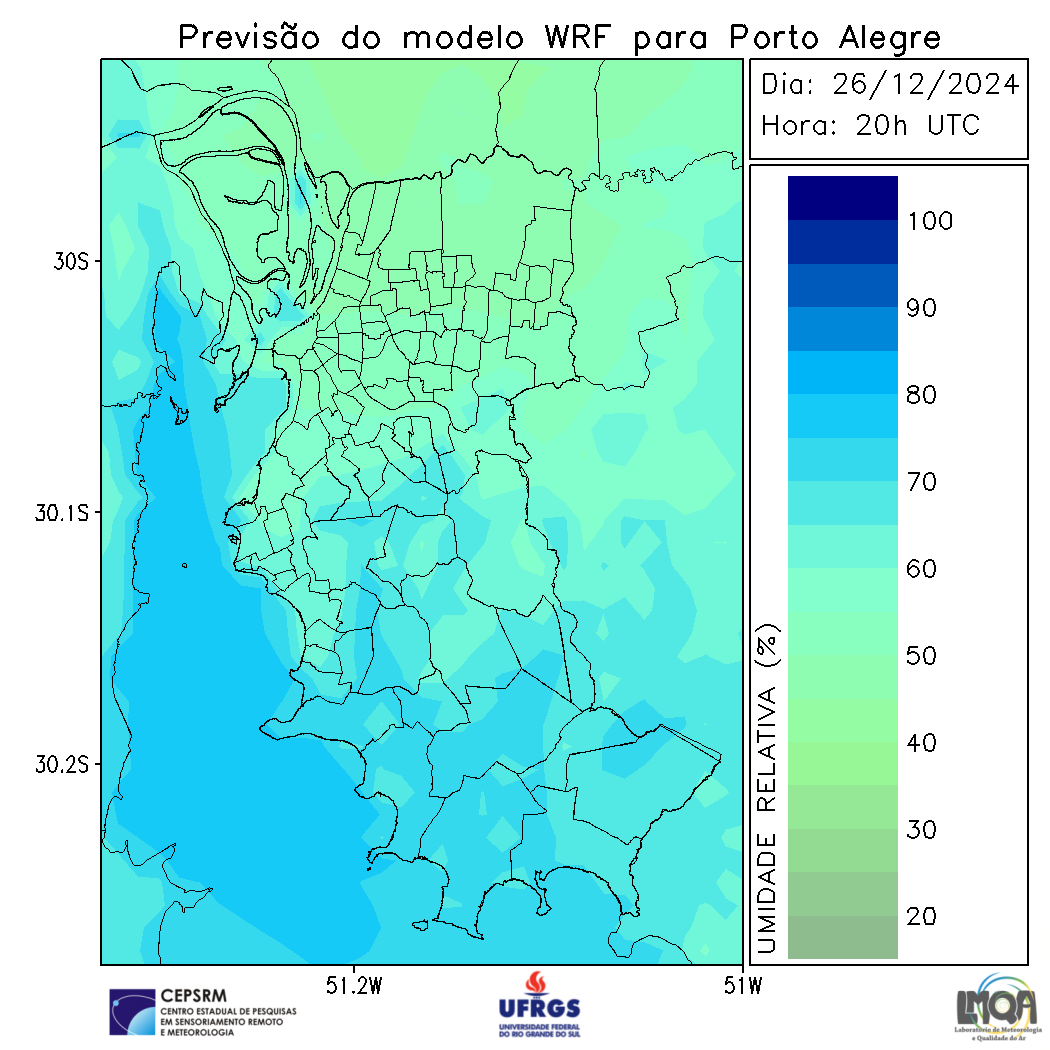 Previsão do modelo WRF para Porto Alegre
Dia: 26/12/2024
Hora: 20h UTC
30S
30.1S
30.2S
51.2W
51W
UMIDADE RELATIVA (%)
100
90
80
70
60
50
40
30
20
CEPSRM
CENTRO ESTADUAL DE PESQUISAS
EM SENSORIAMENTO REMOTO
E METEOROLOGIA
UFRGS
UNIVERSIDADE FEDERAL
DO RIO GRANDE DO SUL
LMQA
Laboratório de Meteorologia
e Qualidade do Ar